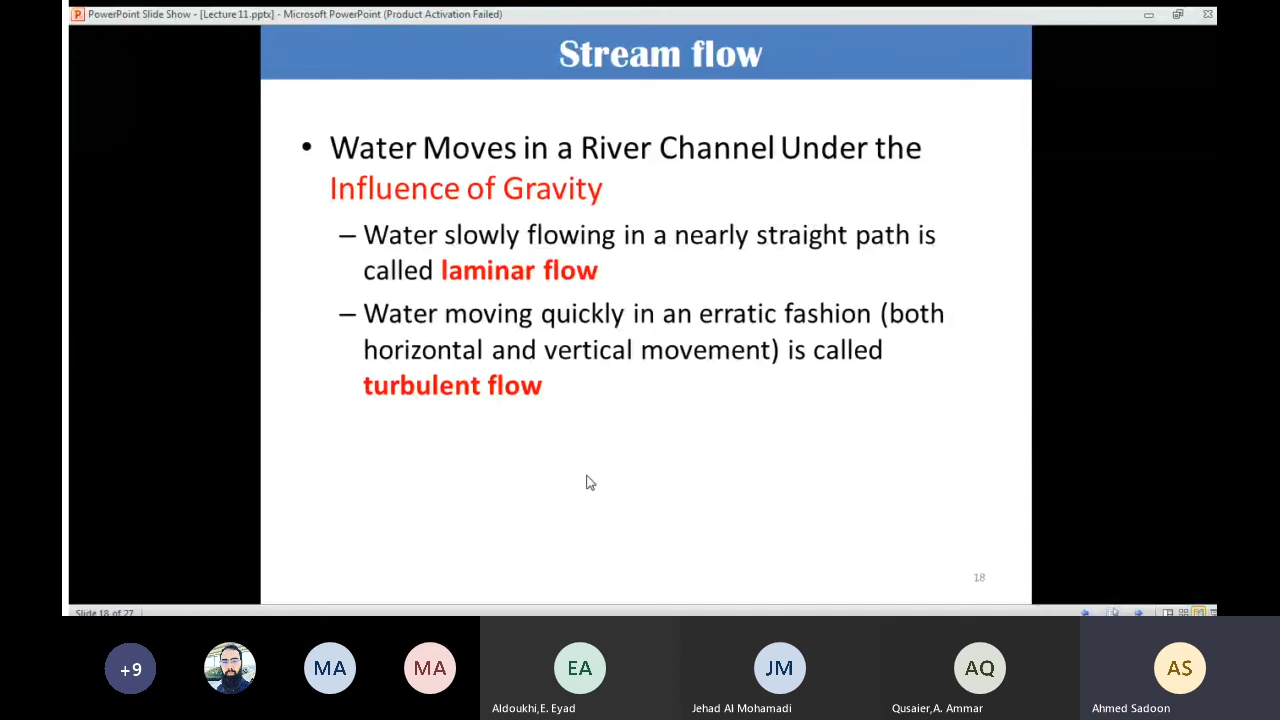 PowerPoint Slide Show - [Lecture 11.pptx] - Microsoft PowerPoint (Product Activation Failed)
Stream flow
• Water Moves in a River Channel Under the
Influence of Gravity
– Water slowly flowing in a nearly straight path is
called laminar flow
– Water moving quickly in an erratic fashion (both
horizontal and vertical movement) is called
turbulent flow
18
Slide 18 of 27
+9
MA
MA
EA
JM
AQ
AS
Aldoukhi,E. Eyad
Jehad Al Mohamadi
Qusaier,A. Ammar
Ahmed Sadoon